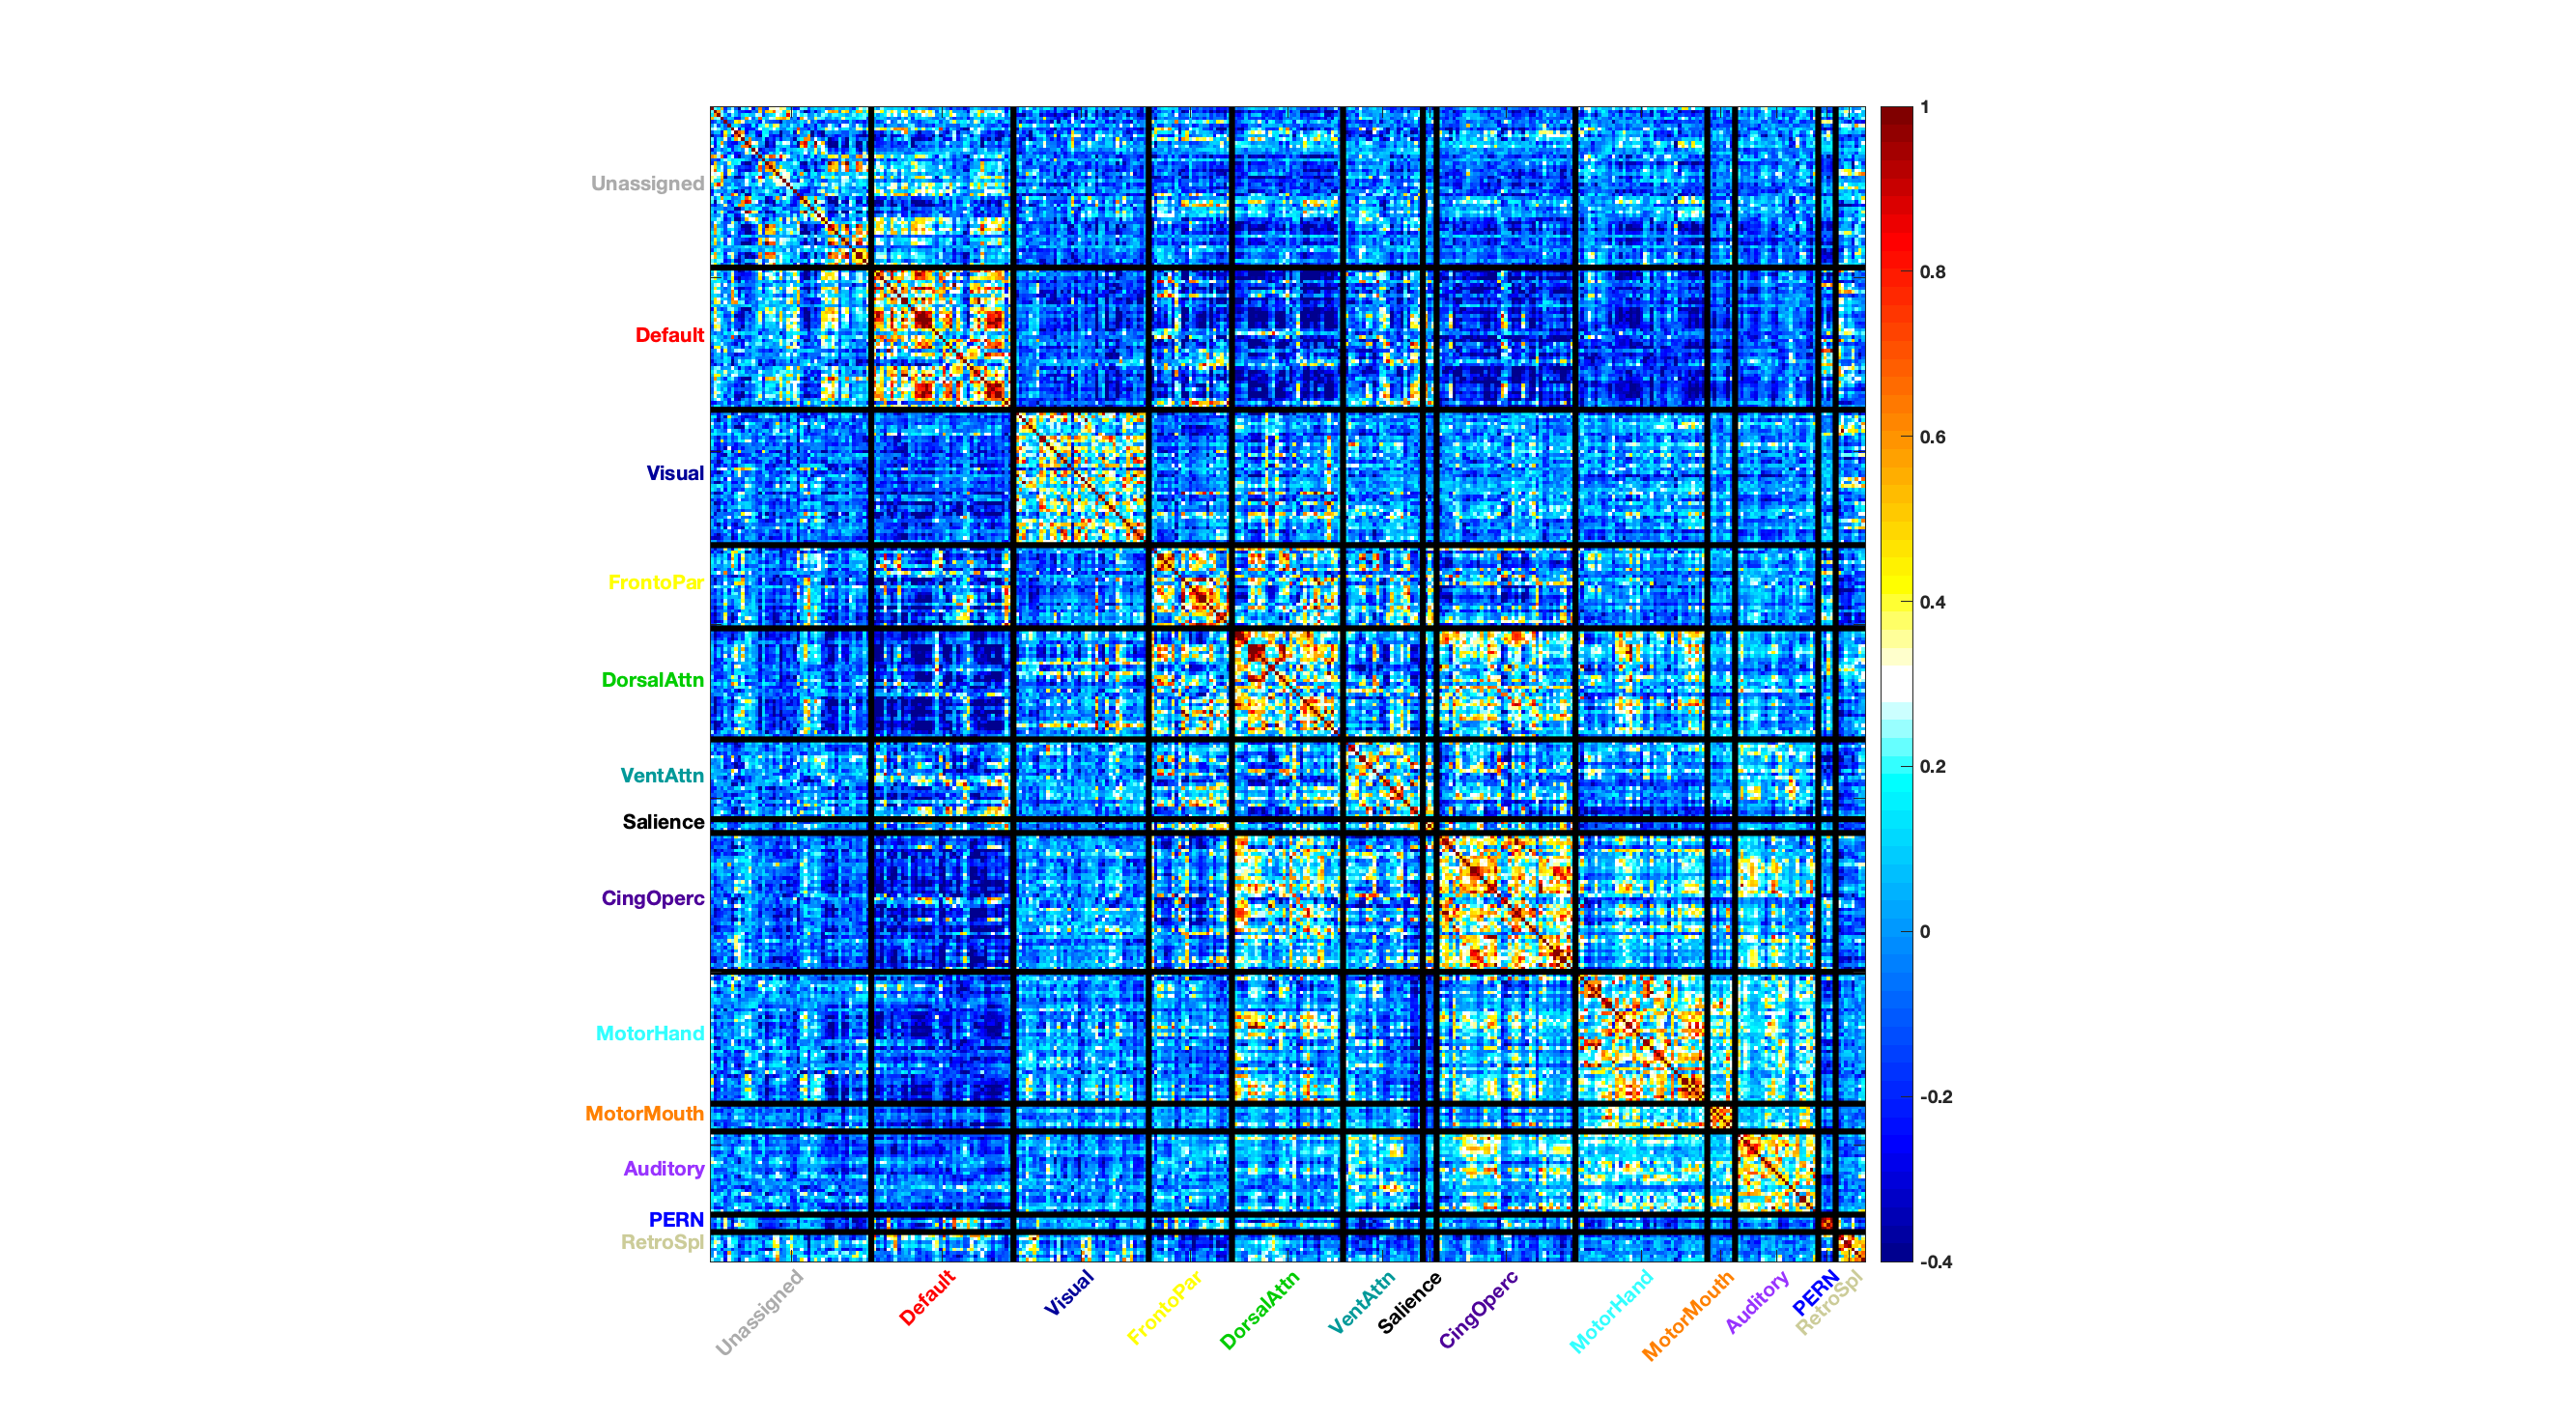 Unassigned
Default
Visual
FrontoPar
DorsalAttn
VentAttn
Salience
CingOperc
MotorHand
MotorMouth
Auditory
PERN
RetroSpl
Unassigned
Default
Visual
FrontoPar
DorsalAttn
VentAttn
Salience
CingOperc
MotorHand
MotorMouth
Auditory
PERN
RetroSpl
1
0.8
0.6
0.4
0.2
0
-0.2
-0.4